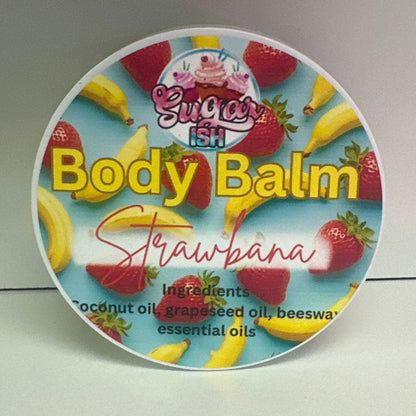 Sugar
ISH
Body Balm
Strawbana
Ingredients
Coconut oil, grapeseed oil, beeswax
essential oils